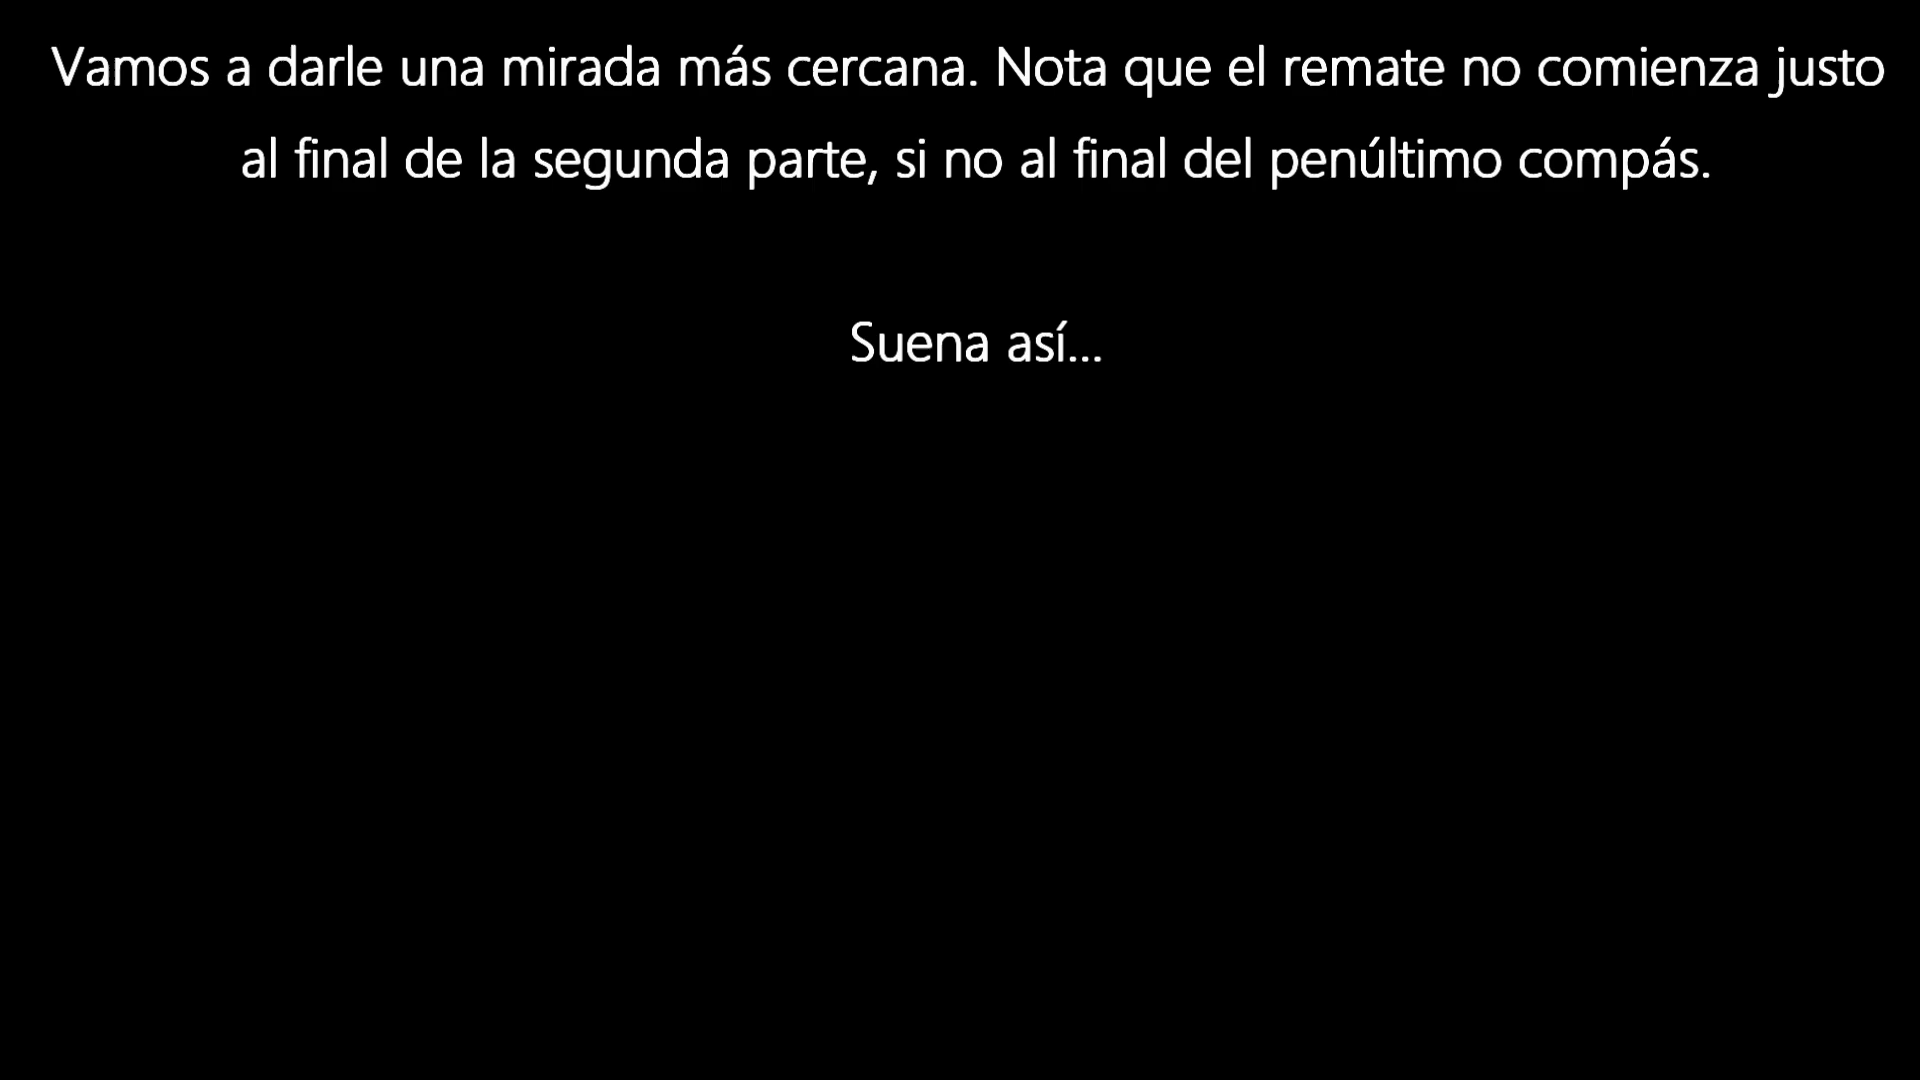 Vamos a darle una mirada más cercana. Nota que el remate no comienza justo
al final de la segunda parte, si no al final del penúltimo compás.
Suena así...